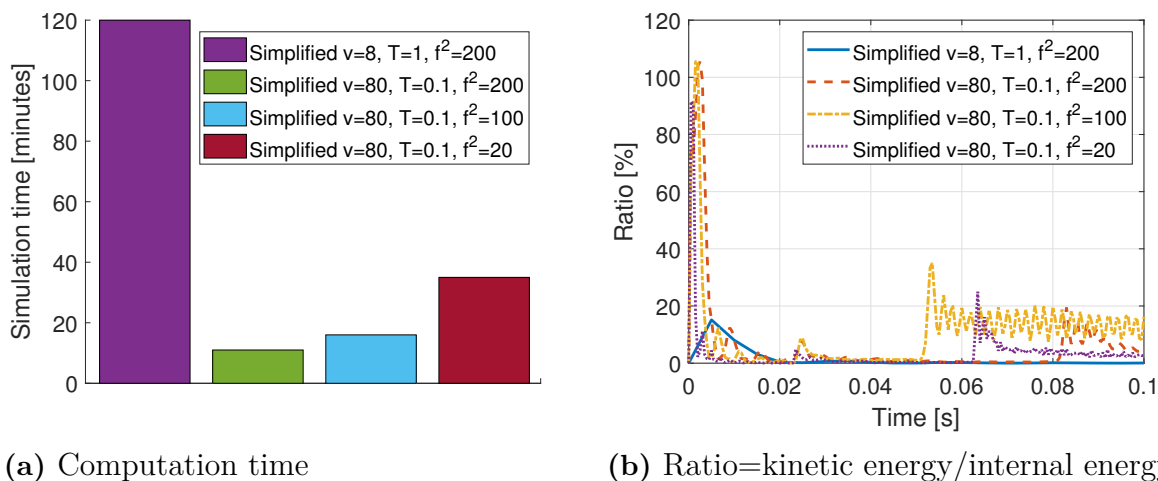 120
100
80
60
40
20
0
Simulation time [minutes]
Simplified v=8, T=1, f²=200
Simplified v=80, T=0.1, f²=200
Simplified v=80, T=0.1, f²=100
Simplified v=80, T=0.1, f²=20
(a) Computation time
120
100
80
60
40
20
0
Ratio [%]
Simplified v=8, T=1, f²=200
Simplified v=80, T=0.1, f²=200
Simplified v=80, T=0.1, f²=100
Simplified v=80, T=0.1, f²=20
0 0.02 0.04 0.06 0.08 0.1
Time [s]
(b) Ratio=kinetic energy/internal energy